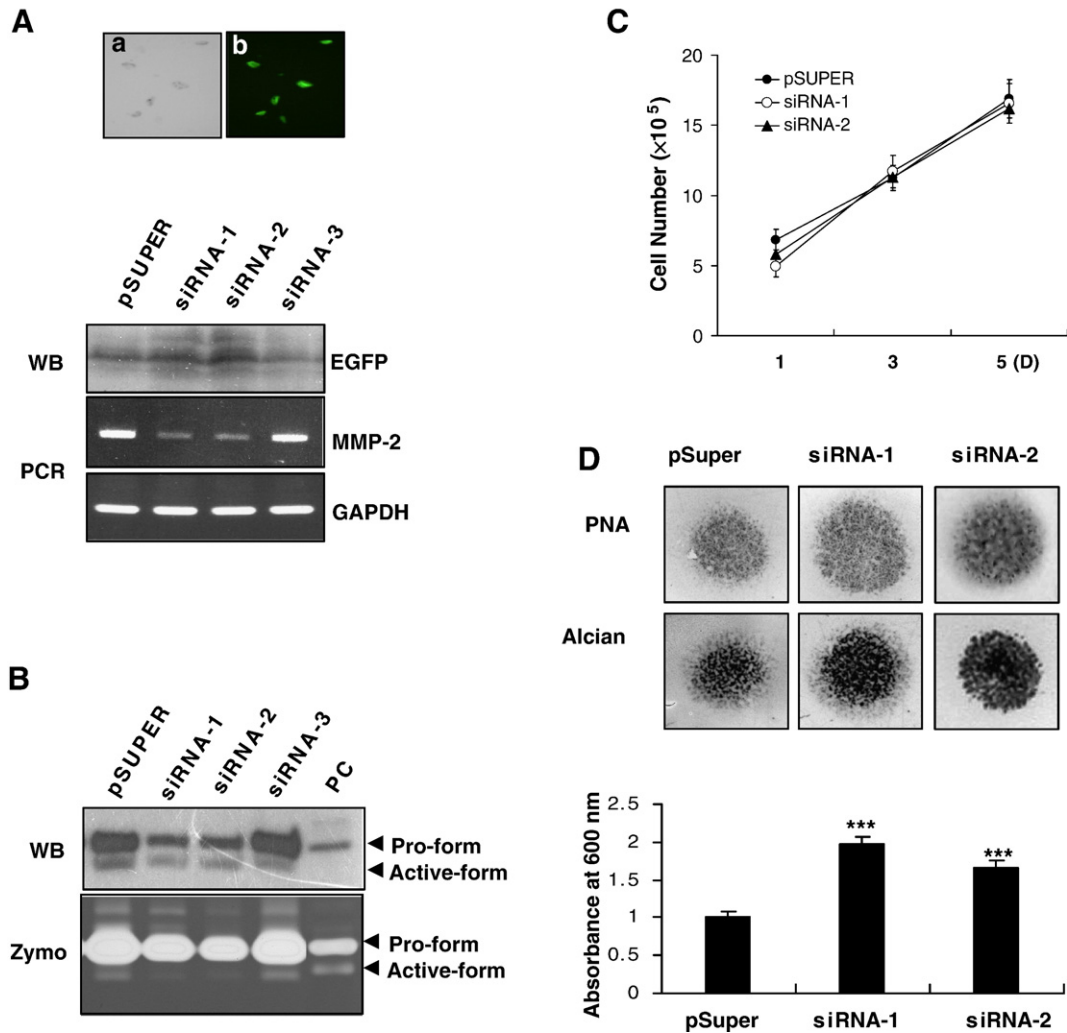 A
a b
pSUPER siRNA-1 siRNA-2 siRNA-3
WB EGFP
MMP-2
PCR
GAPDH
B
pSUPER siRNA-1 siRNA-2 siRNA-3 PC
WB Pro-form
Active-form
Zymo Pro-form
Active-form
C
pSUPER
siRNA-1
siRNA-2
Cell Number (×10⁵)
20
15
10
5
0
1 3 5 (D)
D
pSuper siRNA-1 siRNA-2
PNA
Alcian
Absorbance at 600 nm
2.5
2
1.5
1
0.5
0
*** ***
pSuper siRNA-1 siRNA-2